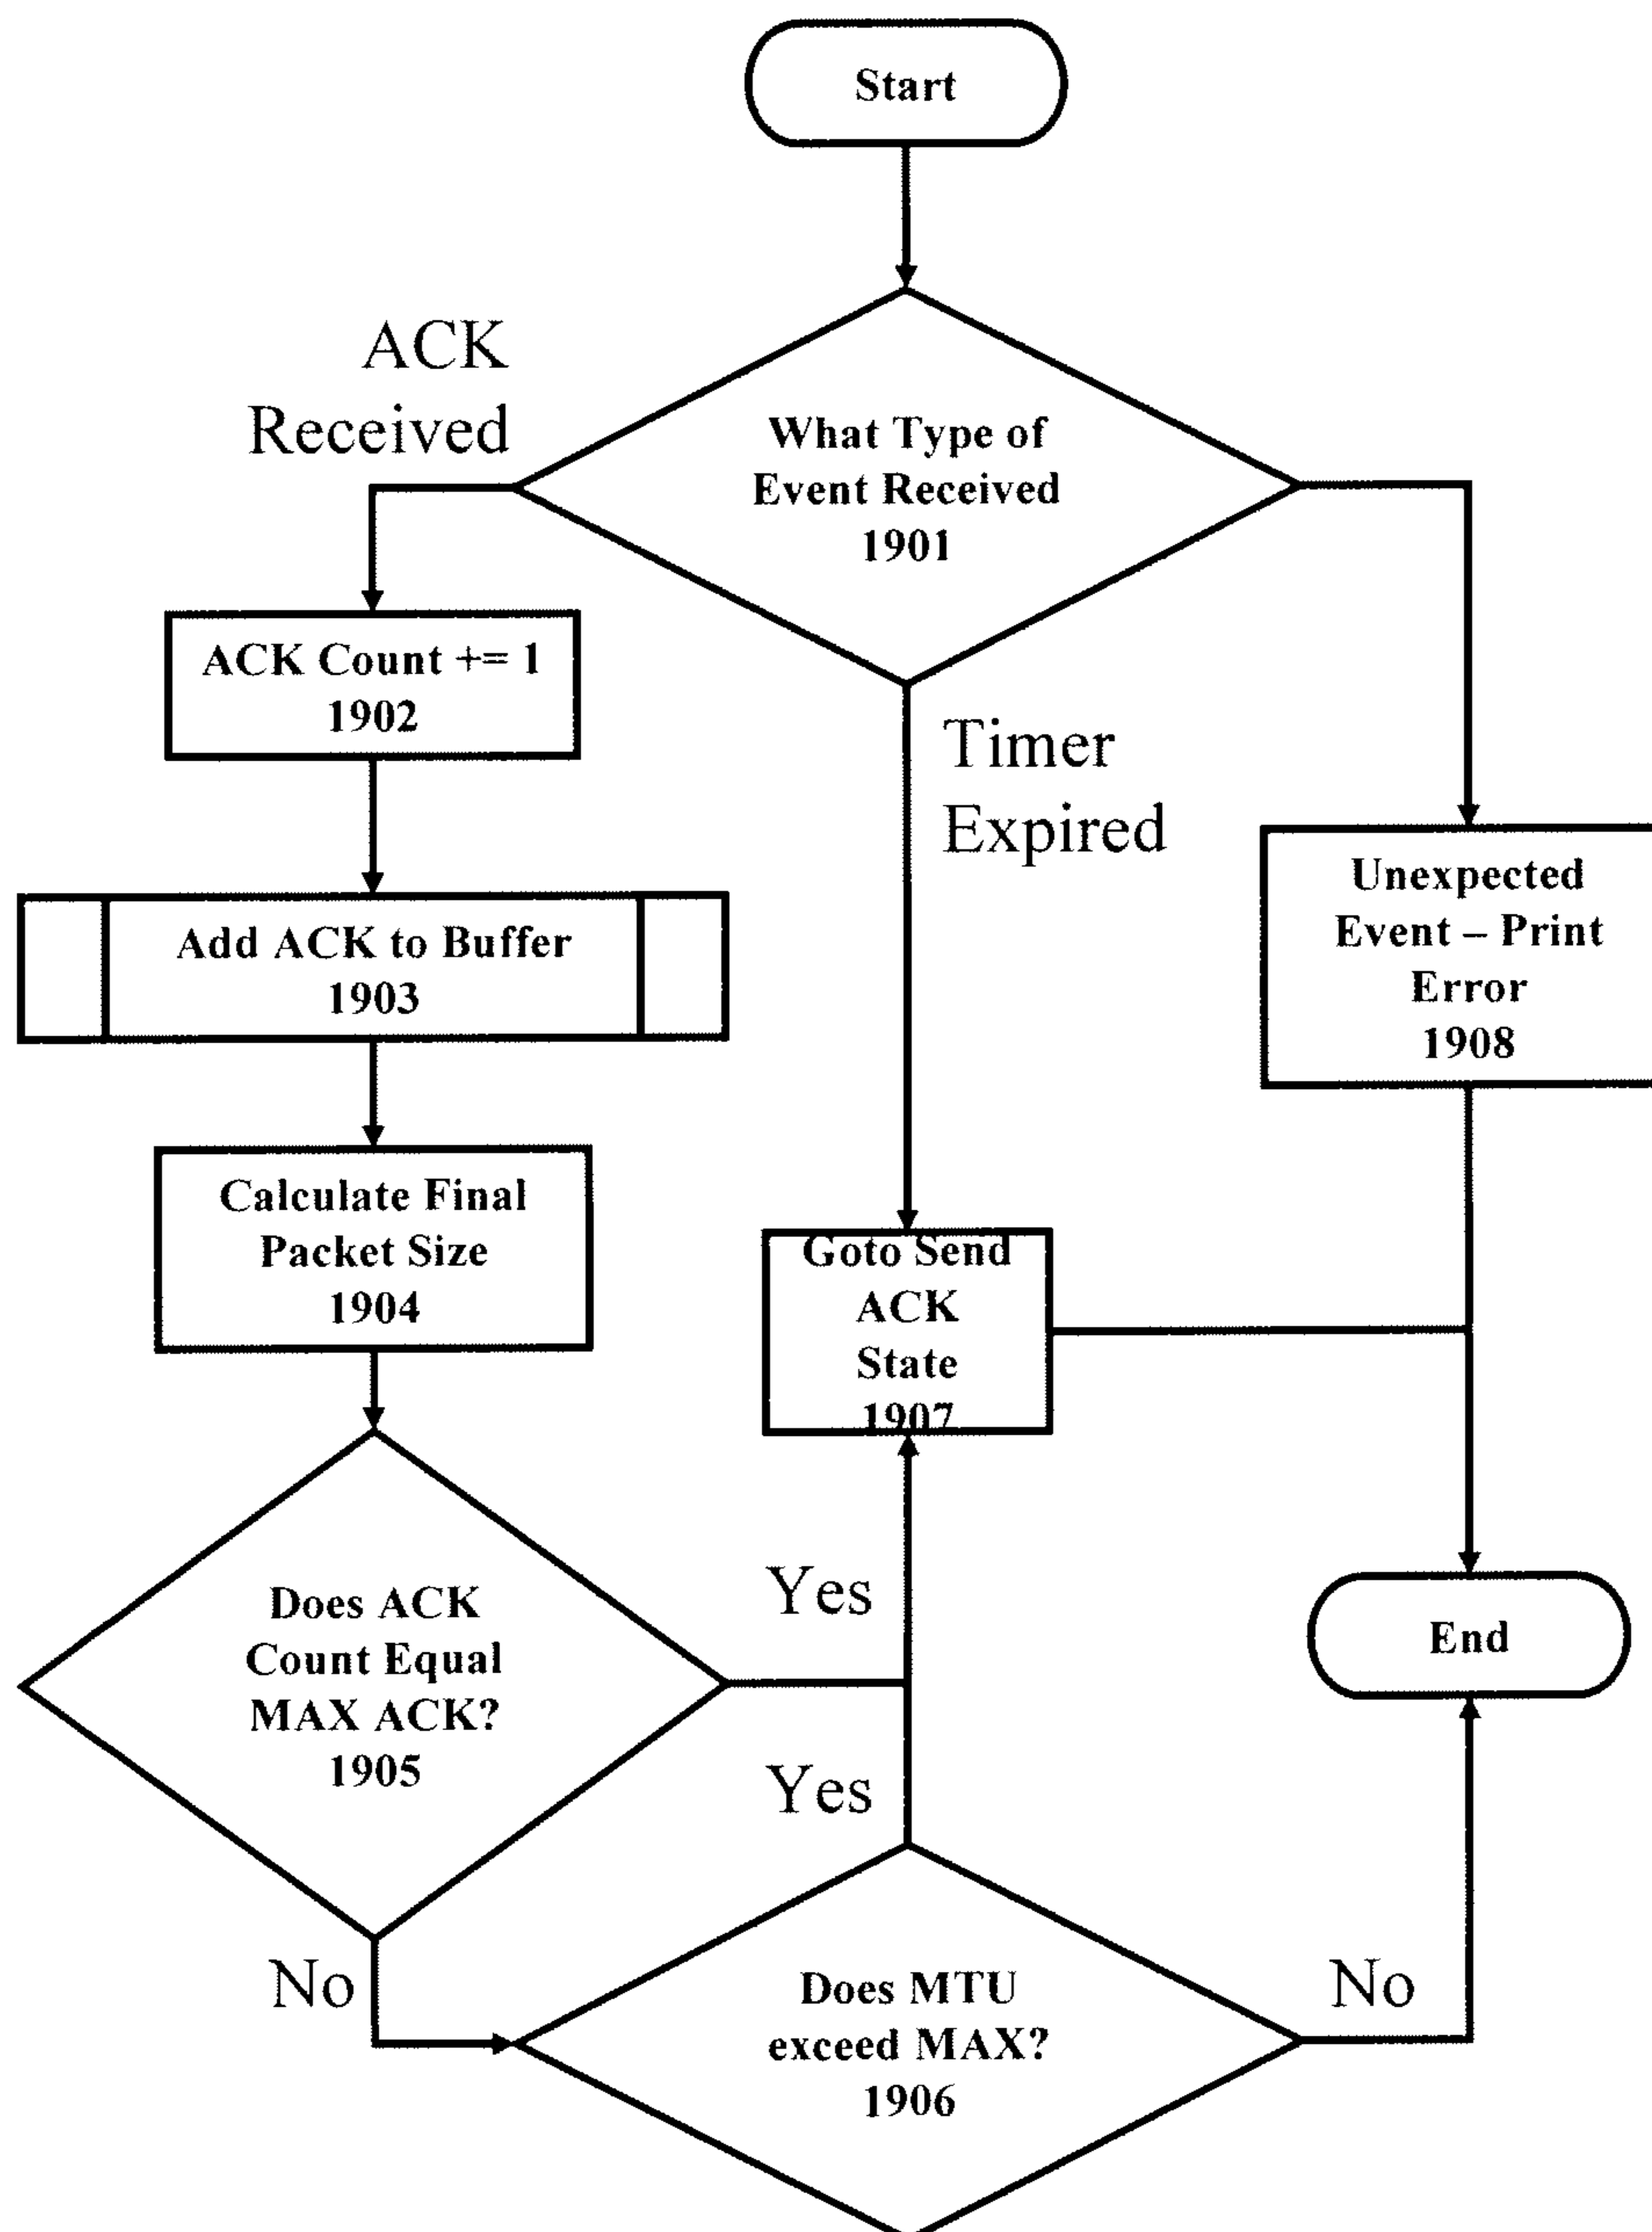 Start
ACK
Received
What Type of
Event Received
1901
ACK Count += 1
1902
Timer
Expired
Add ACK to Buffer
1903
Unexpected
Event – Print
Error
1908
Calculate Final
Packet Size
1904
Goto Send
ACK
State
1907
Does ACK
Count Equal
MAX ACK?
1905
Yes
End
Yes
No
Does MTU
exceed MAX?
1906
No